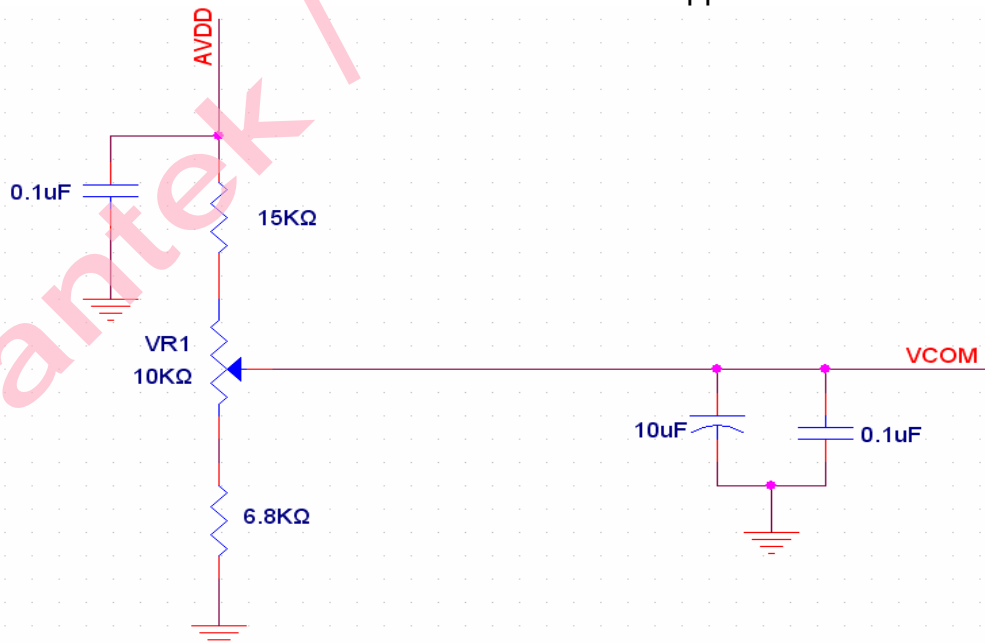 AVDD
0.1uF
15KΩ
VR1
10KΩ
VCOM
10uF
0.1uF
6.8KΩ
antek /